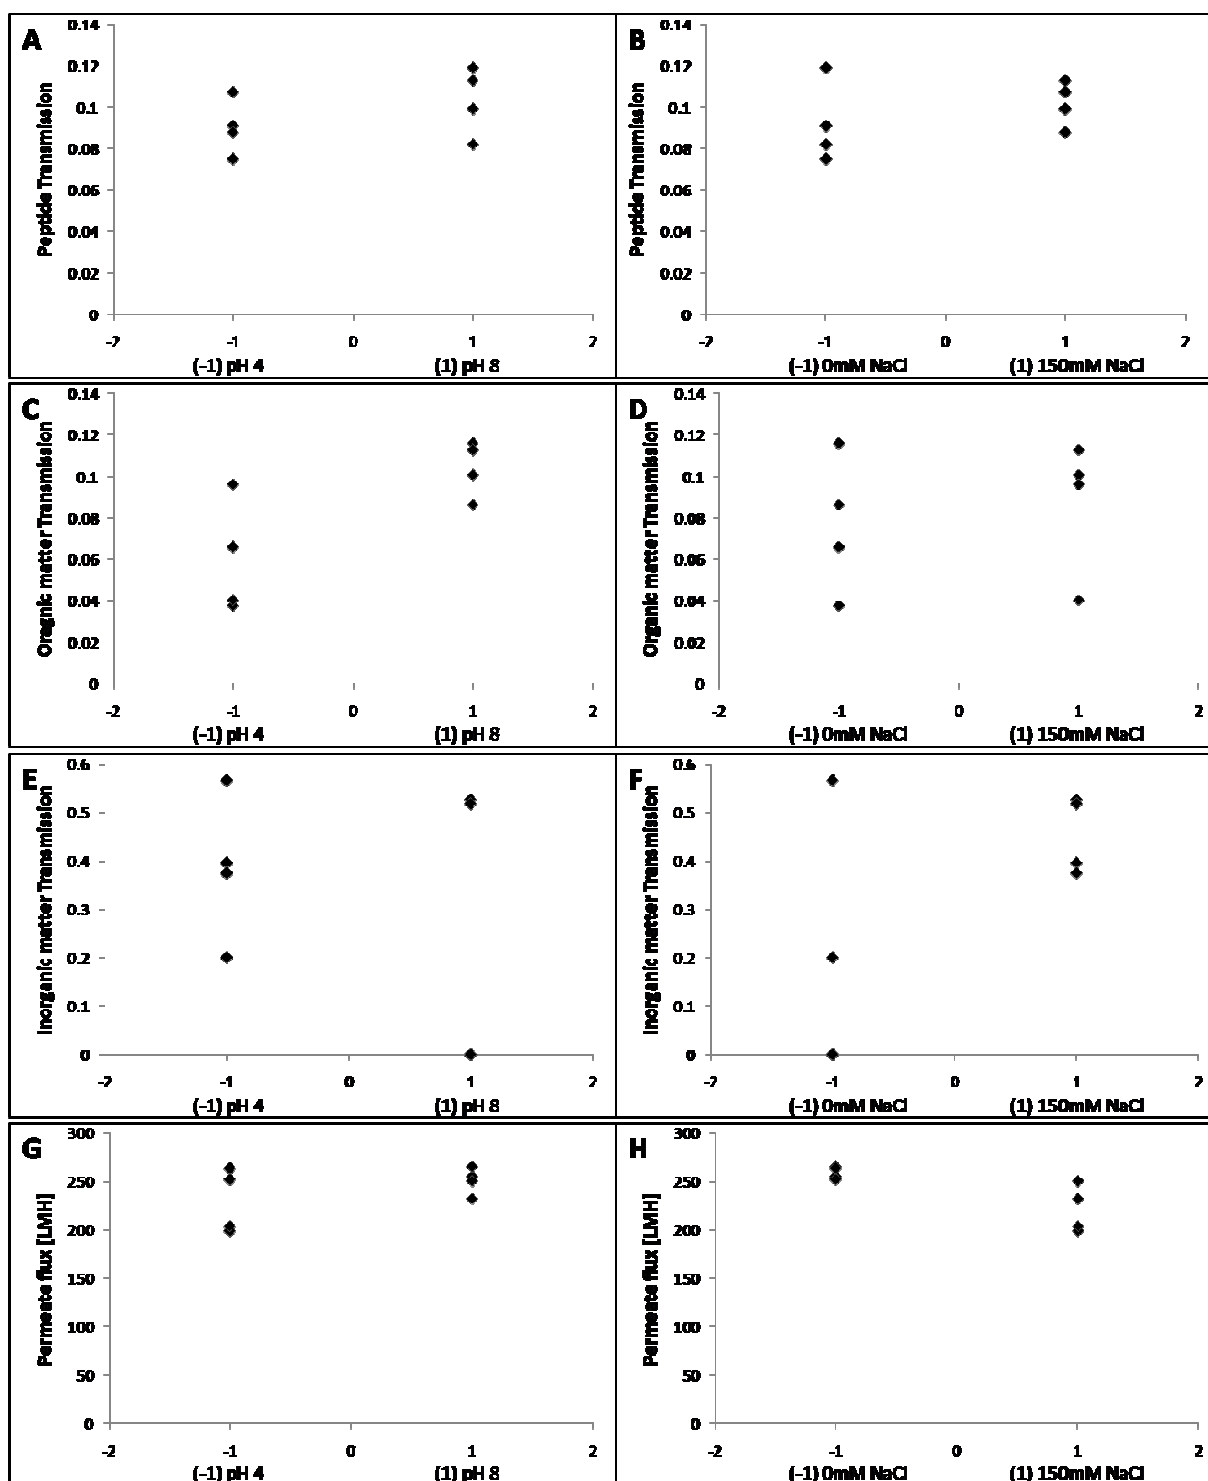 A
Peptide Transmission
0.14
0.12
0.1
0.08
0.06
0.04
0.02
0
-2 -1 0 1 2
(-1) pH 4 (1) pH 8
B
Peptide Transmission
0.14
0.12
0.1
0.08
0.06
0.04
0.02
0
-2 -1 0 1 2
(-1) 0mM NaCl (1) 150mM NaCl
C
Oragnic matter Transmission
0.14
0.12
0.1
0.08
0.06
0.04
0.02
0
-2 -1 0 1 2
(-1) pH 4 (1) pH 8
D
Organic matter Transmission
0.14
0.12
0.1
0.08
0.06
0.04
0.02
0
-2 -1 0 1 2
(-1) 0mM NaCl (1) 150mM NaCl
E
Inorganic matter Transmission
0.6
0.5
0.4
0.3
0.2
0.1
0
-2 -1 0 1 2
(-1) pH 4 (1) pH 8
F
Inorganic matter Transmission
0.6
0.5
0.4
0.3
0.2
0.1
0
-2 -1 0 1 2
(-1) 0mM NaCl (1) 150mM NaCl
G
Permeate flux [LMH]
300
250
200
150
100
50
0
-2 -1 0 1 2
(-1) pH 4 (1) pH 8
H
Permeate flux [LMH]
300
250
200
150
100
50
0
-2 -1 0 1 2
(-1) 0mM NaCl (1) 150mM NaCl